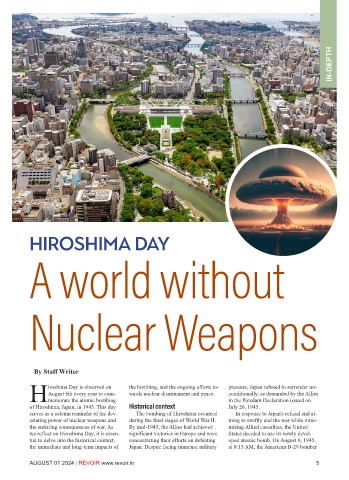 IN-DEPTH
HIROSHIMA DAY
A world without
Nuclear Weapons
By Staff Writer
Hiroshima Day is observed on
August 6th every year to com-
memorate the atomic bombing
of Hiroshima, Japan, in 1945. This day
serves as a solemn reminder of the dev-
astating power of nuclear weapons and
the enduring consequences of war. As
we reflect on Hiroshima Day, it is essen-
tial to delve into the historical context,
the immediate and long-term impacts of
the bombing, and the ongoing efforts to-
wards nuclear disarmament and peace.
Historical context
The bombing of Hiroshima occurred
during the final stages of World War II.
By mid-1945, the Allies had achieved
significant victories in Europe and were
concentrating their efforts on defeating
Japan. Despite facing immense military
pressure, Japan refused to surrender un-
conditionally, as demanded by the Allies
in the Potsdam Declaration issued on
July 26, 1945.
In response to Japan's refusal and ai-
ming to swiftly end the war while mini-
mizing Allied casualties, the United
States decided to use its newly devel-
oped atomic bomb. On August 6, 1945,
at 8:15 AM, the American B-29 bomber
AUGUST 01 2024 | REVOIR www.revoir.in
5